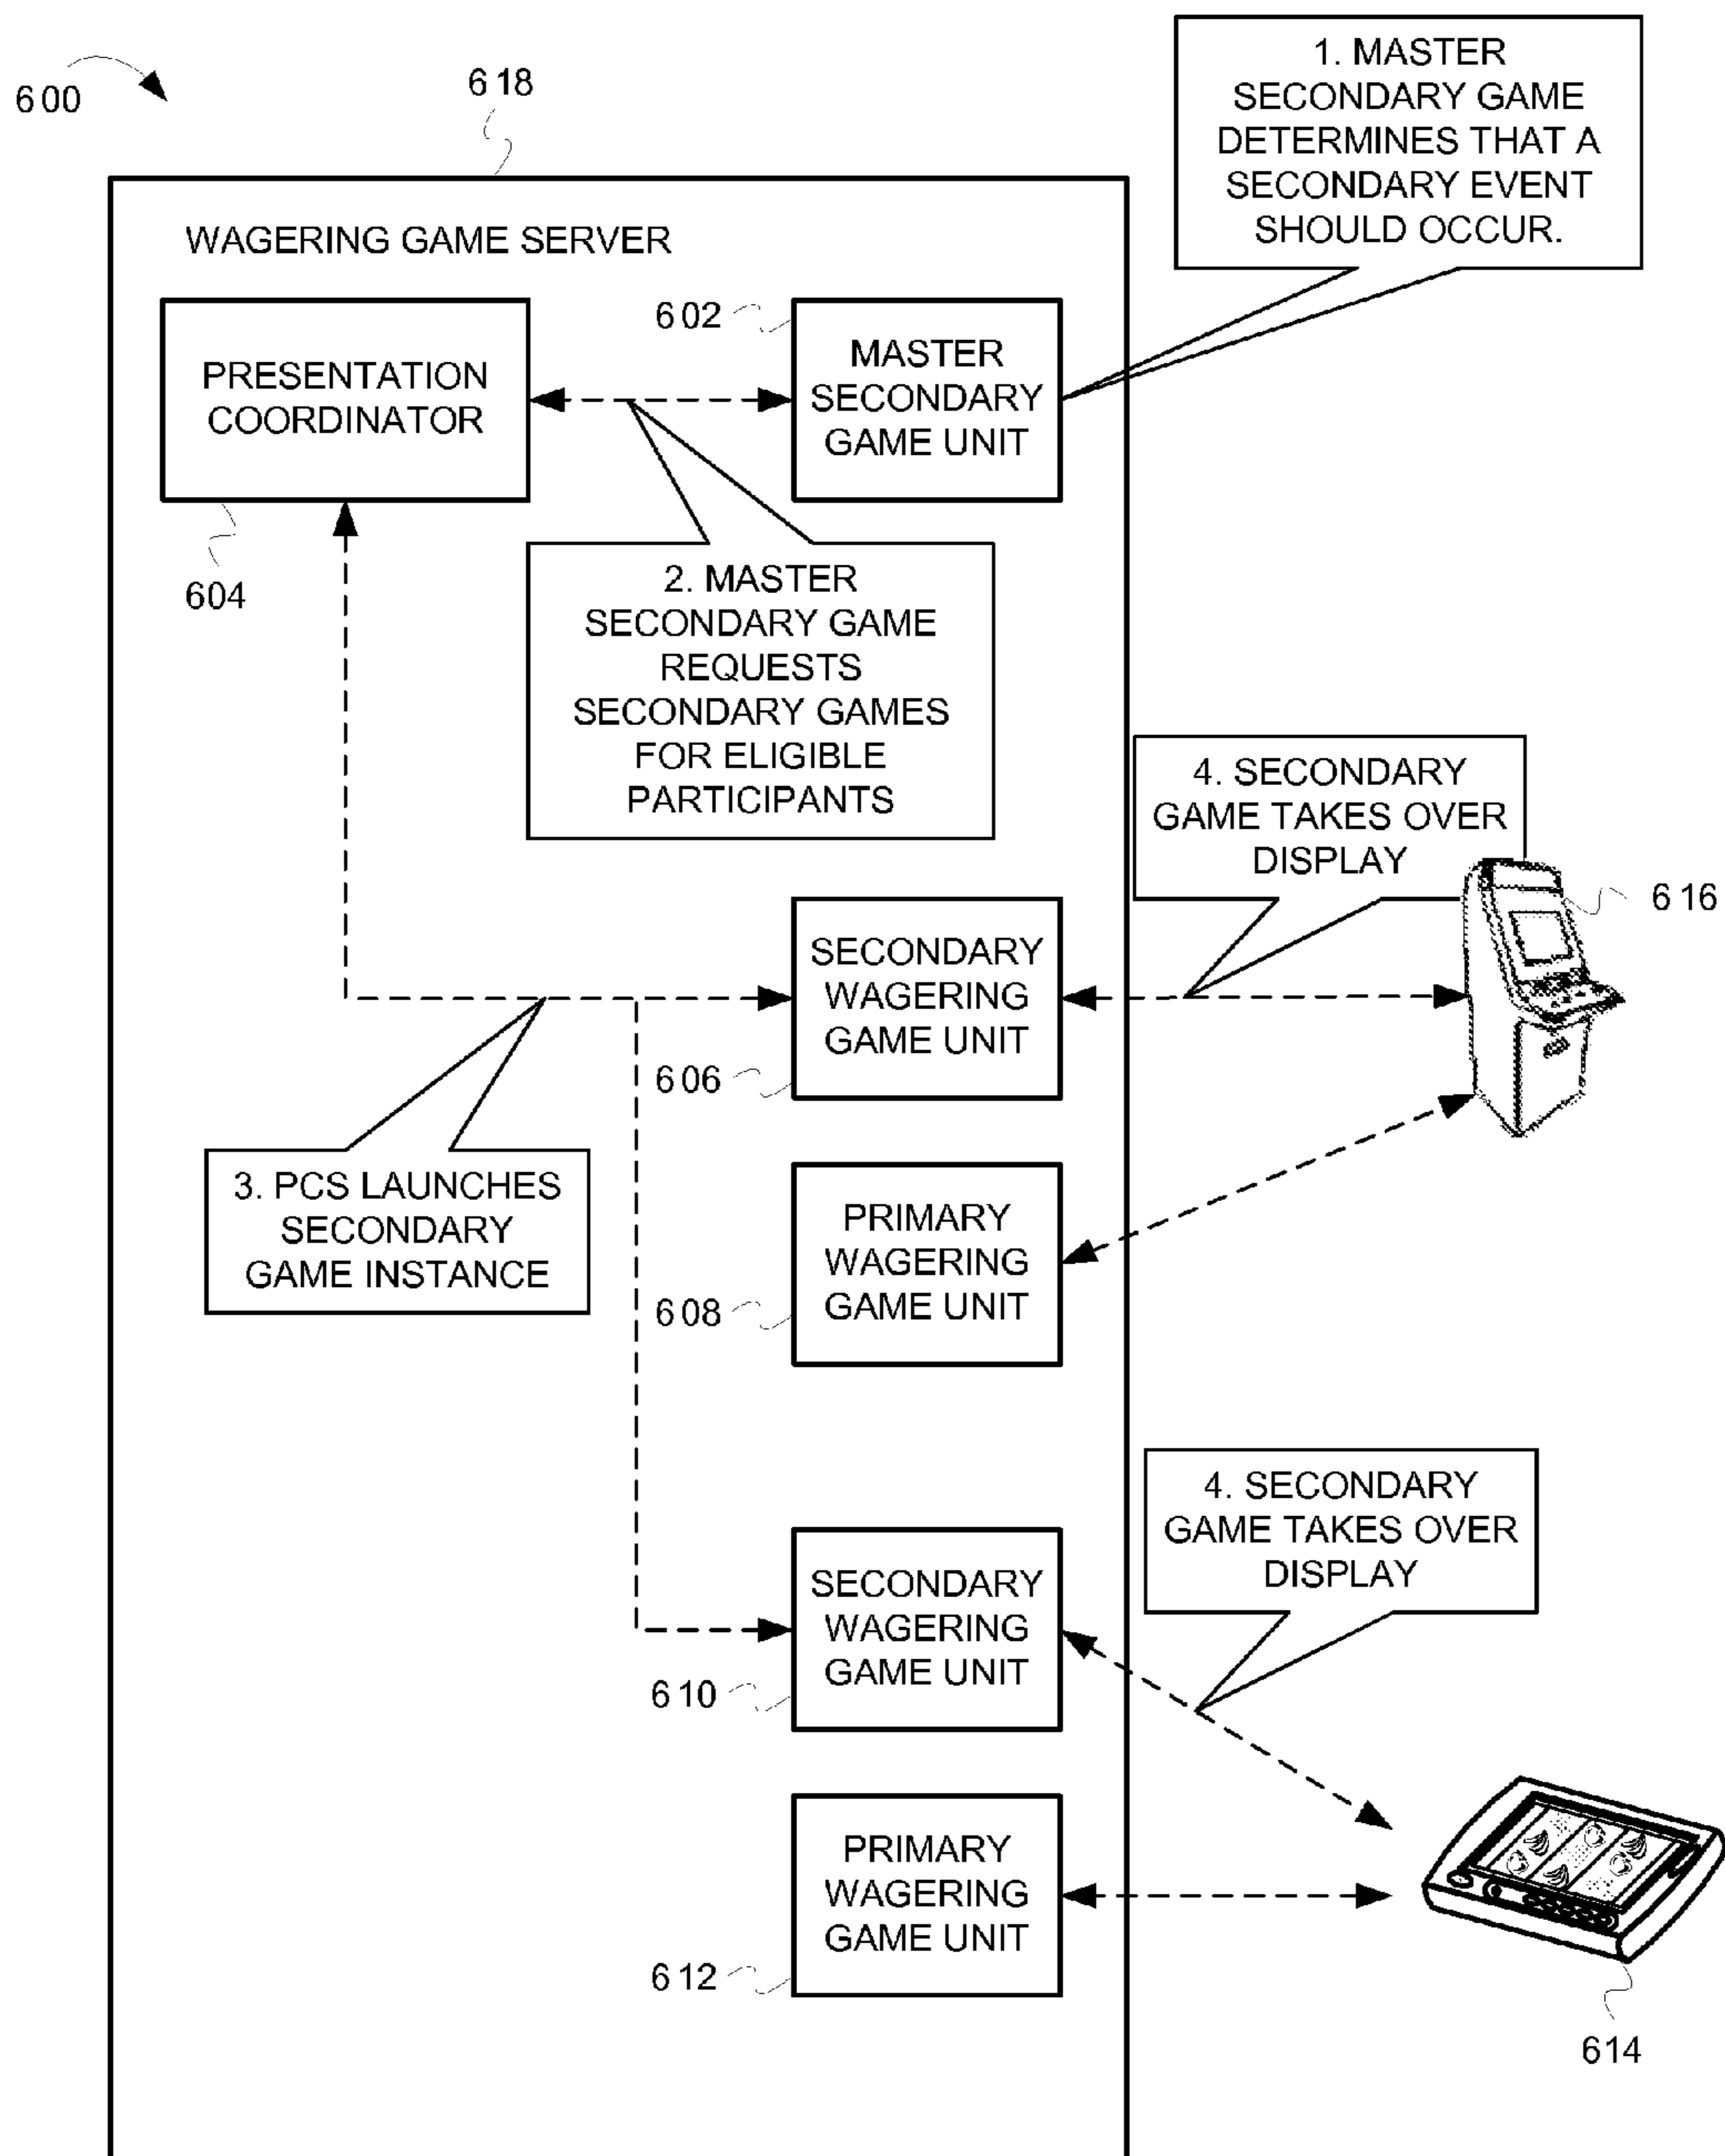 600
618
1. MASTER
SECONDARY GAME
DETERMINES THAT A
SECONDARY EVENT
SHOULD OCCUR.
WAGERING GAME SERVER
602
PRESENTATION
COORDINATOR
MASTER
SECONDARY
GAME UNIT
604
2. MASTER
SECONDARY GAME
REQUESTS
SECONDARY GAMES
FOR ELIGIBLE
PARTICIPANTS
4. SECONDARY
GAME TAKES OVER
DISPLAY
616
SECONDARY
WAGERING
GAME UNIT
606
3. PCS LAUNCHES
SECONDARY
GAME INSTANCE
PRIMARY
WAGERING
GAME UNIT
608
4. SECONDARY
GAME TAKES OVER
DISPLAY
SECONDARY
WAGERING
GAME UNIT
610
PRIMARY
WAGERING
GAME UNIT
612
614